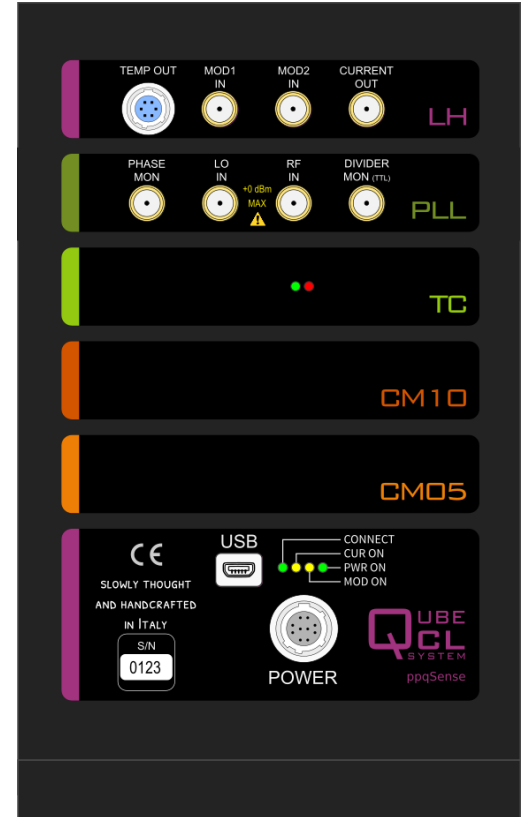 TEMP OUT
MOD1 IN
MOD2 IN
CURRENT OUT
LH
PHASE MON
LO IN
+0 dBm MAX
RF IN
DIVIDER MON (TTL)
PLL
TC
CM10
CM05
CE
SLOWLY THOUGHT
AND HANDCRAFTED
IN ITALY
S/N
0123
USB
CONNECT
CUR ON
PWR ON
MOD ON
POWER
QUBE
QCL
SYSTEM
ppqSense